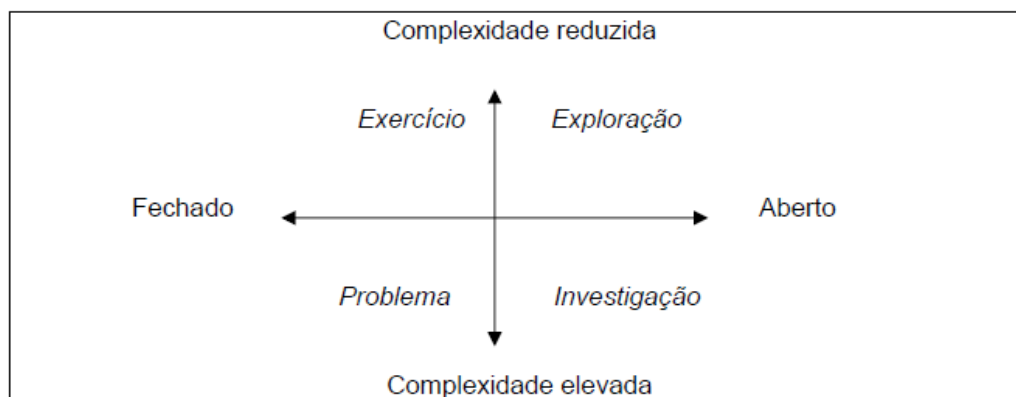 Complexidade reduzida
Exercício Exploração
Fechado Aberto
Problema Investigação
Complexidade elevada